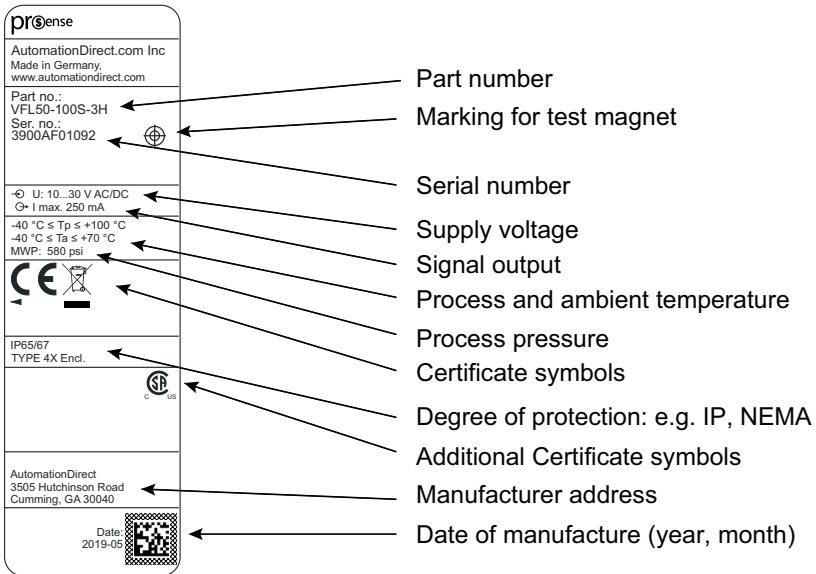 prosense
AutomationDirect.com Inc
Made in Germany,
www.automationdirect.com
Part no.:
VFL50-100S-3H
Ser. no.:
3900AF01092
U: 10...30 V AC/DC
I max. 250 mA
-40 °C ≤ Tp ≤ +100 °C
-40 °C ≤ Ta ≤ +70 °C
MWP: 580 psi
CE
IP65/67
TYPE 4X Encl.
SA
C US
AutomationDirect
3505 Hutchinson Road
Cumming, GA 30040
Date:
2019-05
Part number
Marking for test magnet
Serial number
Supply voltage
Signal output
Process and ambient temperature
Process pressure
Certificate symbols
Degree of protection: e.g. IP, NEMA
Additional Certificate symbols
Manufacturer address
Date of manufacture (year, month)